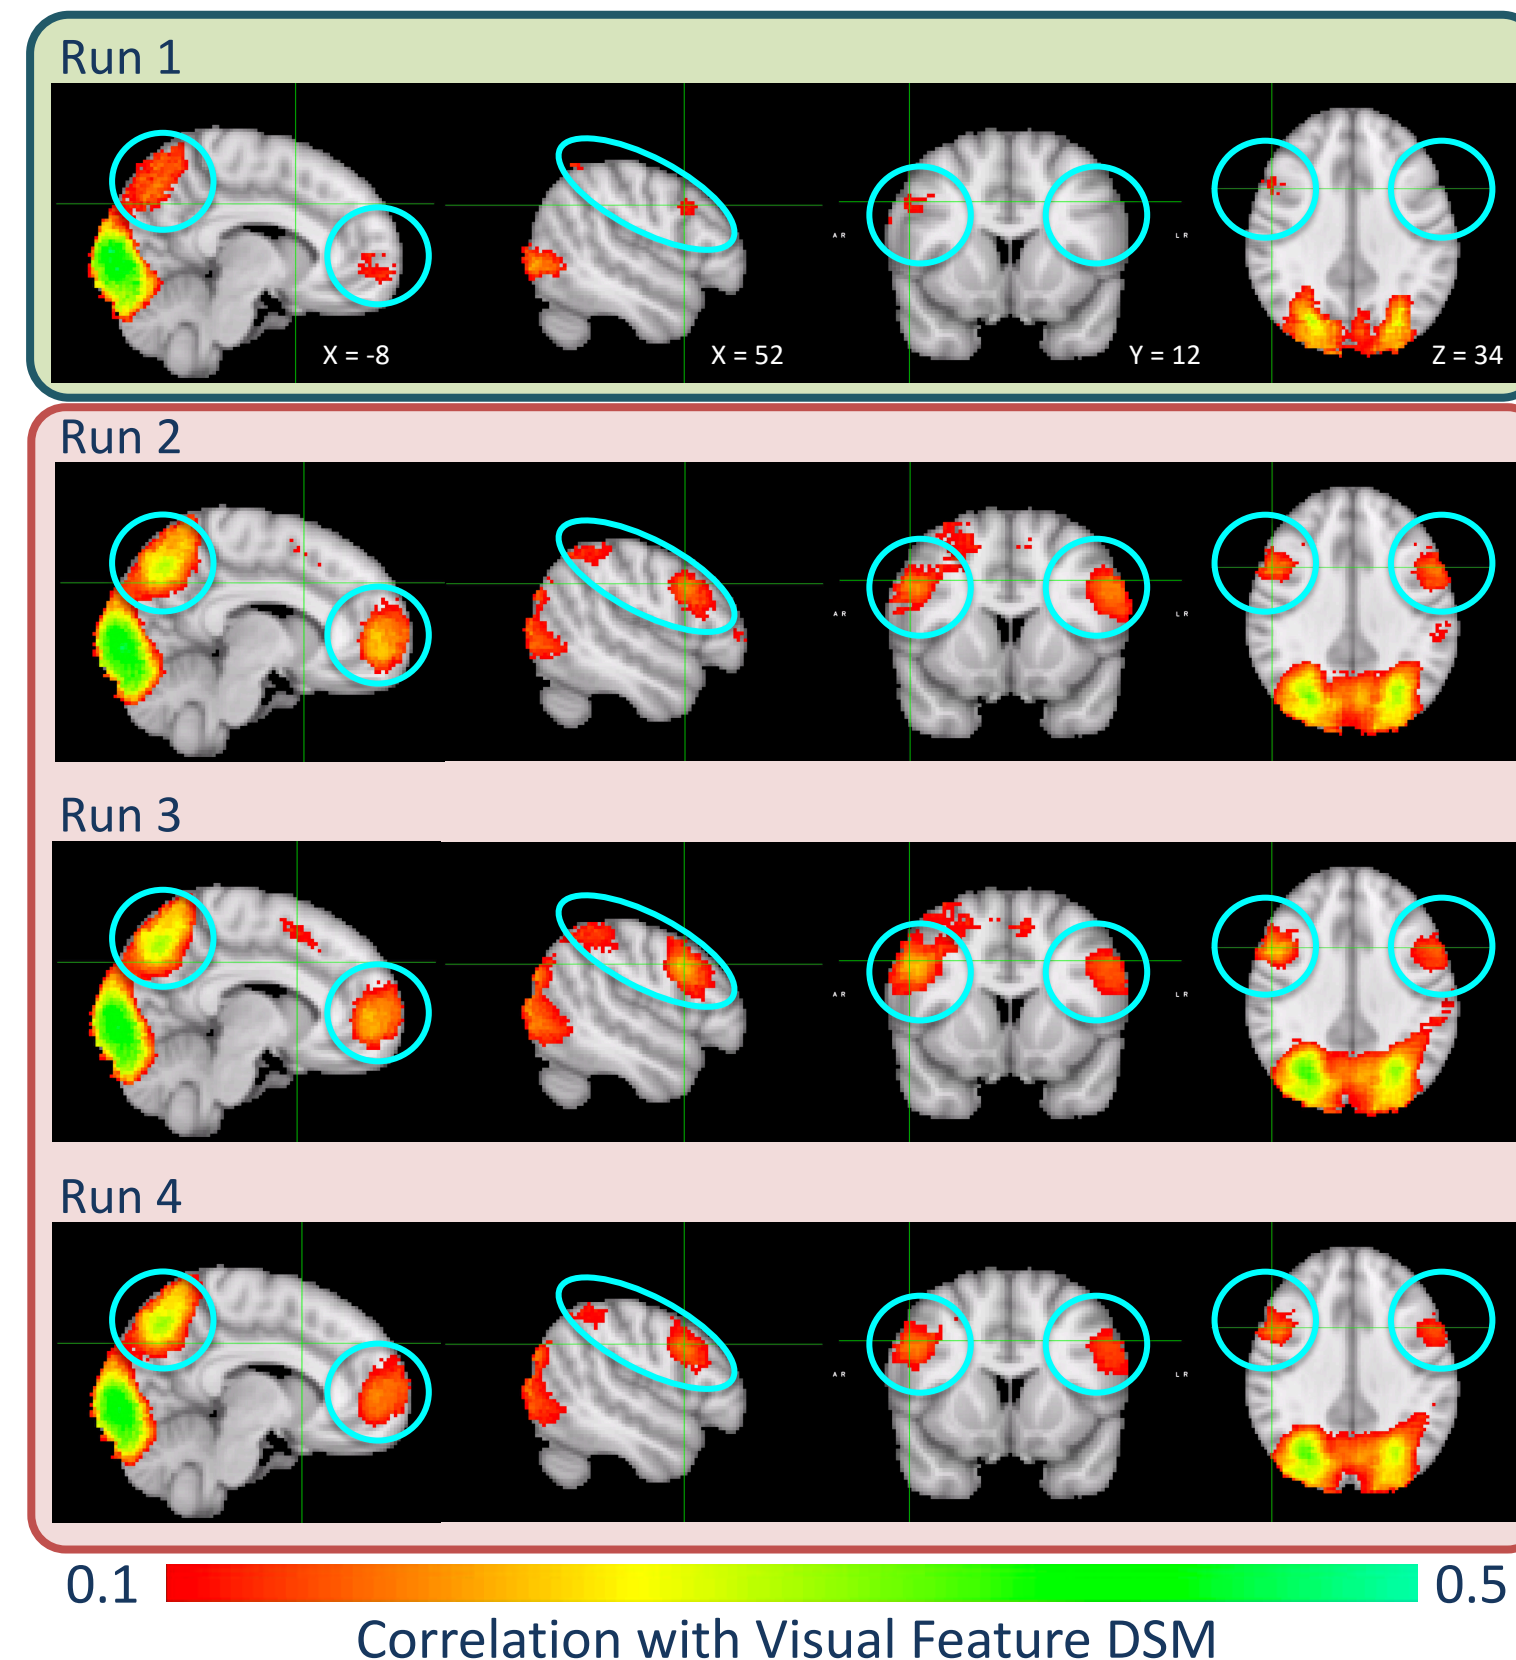 Run 1
A R
L R
X = -8
X = 52
Y = 12
Z = 34
Run 2
A R
L R
Run 3
A R
L R
Run 4
A R
L R
0.1
0.5
Correlation with Visual Feature DSM